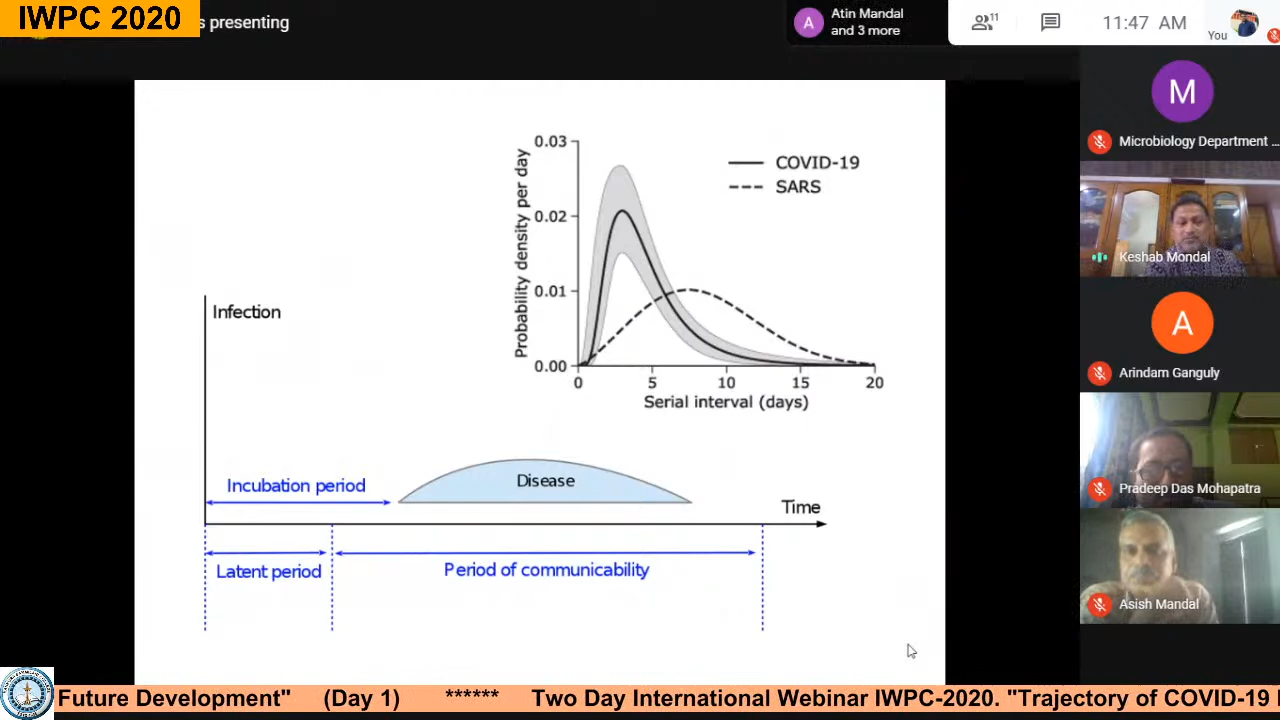 IWPC 2020
s presenting
Atin Mandal
and 3 more
11
11:47 AM
You
A
M
Microbiology Department ...
Keshab Mondal
A
Arindam Ganguly
Pradeep Das Mohapatra
Asish Mandal
Probability density per day
0.03
0.02
0.01
0.00
COVID-19
SARS
0 5 10 15 20
Serial interval (days)
Infection
Incubation period
Disease
Time
Latent period
Period of communicability
Future Development" (Day 1) ****** Two Day International Webinar IWPC-2020. "Trajectory of COVID-19